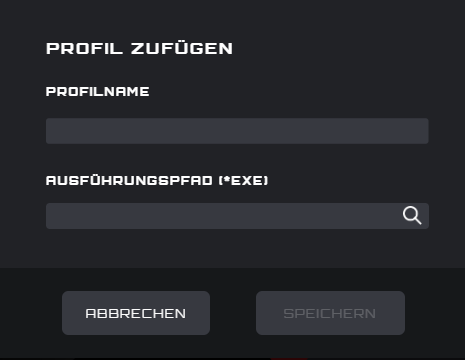 PROFIL ZUFÜGEN
PROFILNAME
AUSFÜHRUNGSPFAD (*EXE)
ABBRECHEN
SPEICHERN